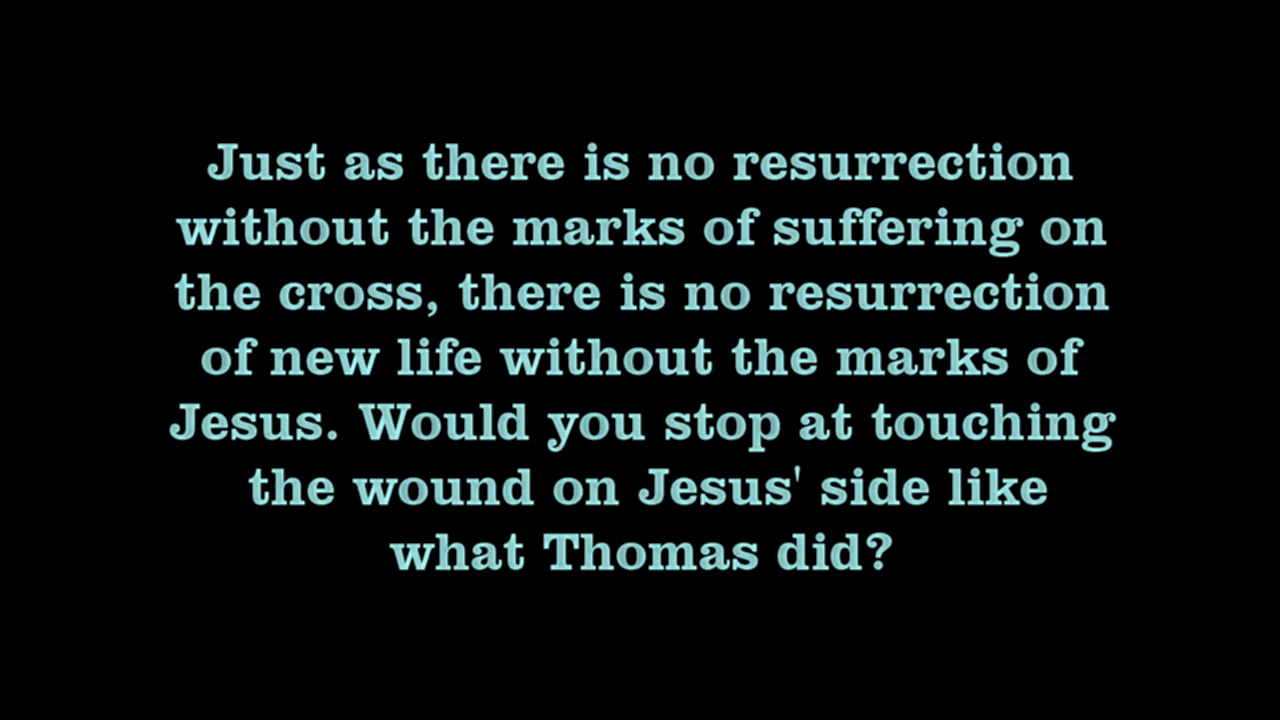 Just as there is no resurrection
without the marks of suffering on
the cross, there is no resurrection
of new life without the marks of
Jesus. Would you stop at touching
the wound on Jesus' side like
what Thomas did?